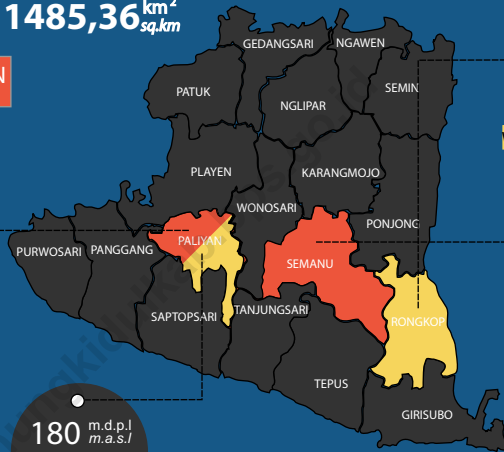 1485,36 km²
sq.km
N
GEDANGSARI
NGAWEN
PATUK
NGLIPAR
SEMIN
PLAYEN
KARANGMOJO
WONOSARI
PONJONG
PURWOSARI
PANGGANG
PALIYAN
SEMANU
SAPTOPSARI
TANJUNGSARI
RONGKOP
TEPUS
GIRISUBO
180 m.d.p.l
m.a.s.l